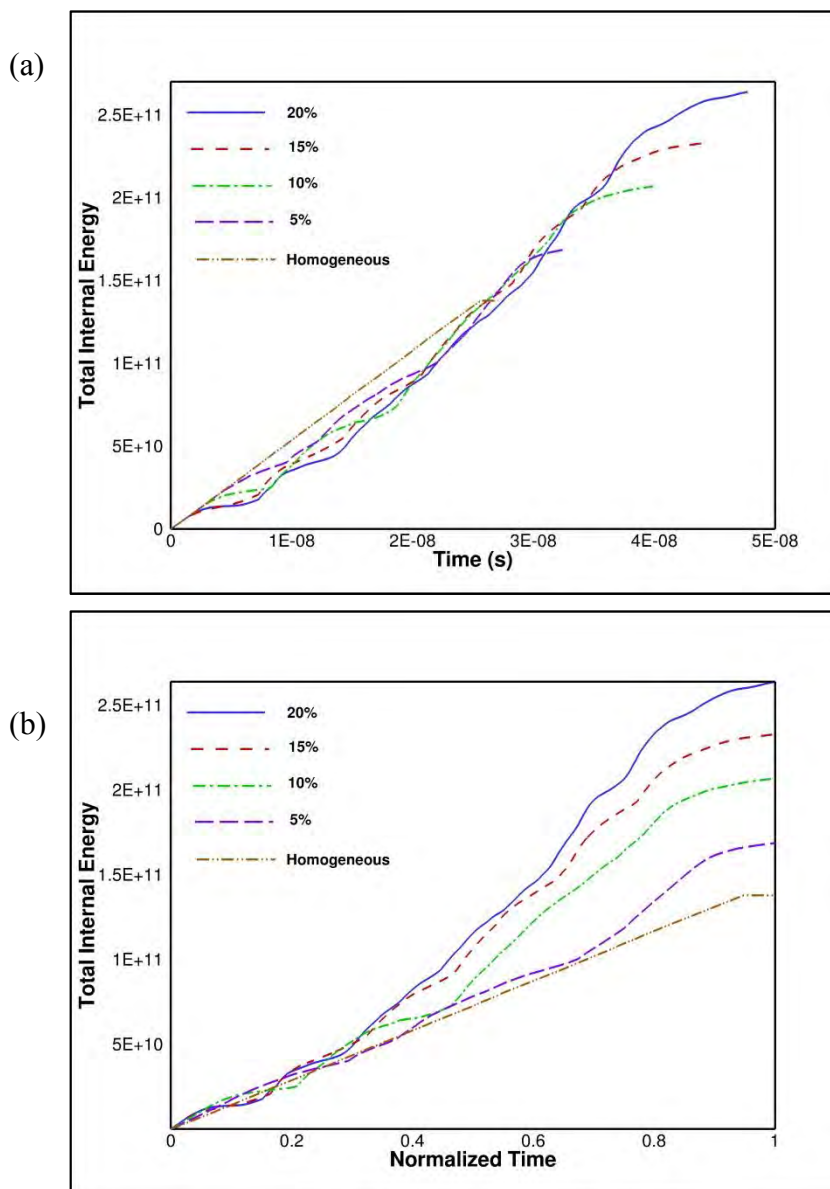 (a)
Total Internal Energy
2.5E+11
2E+11
1.5E+11
1E+11
5E+10
0
20%
15%
10%
5%
Homogeneous
0
1E-08
2E-08
3E-08
4E-08
5E-08
Time (s)
(b)
Total Internal Energy
2.5E+11
2E+11
1.5E+11
1E+11
5E+10
20%
15%
10%
5%
Homogeneous
0
0.2
0.4
0.6
0.8
1
Normalized Time